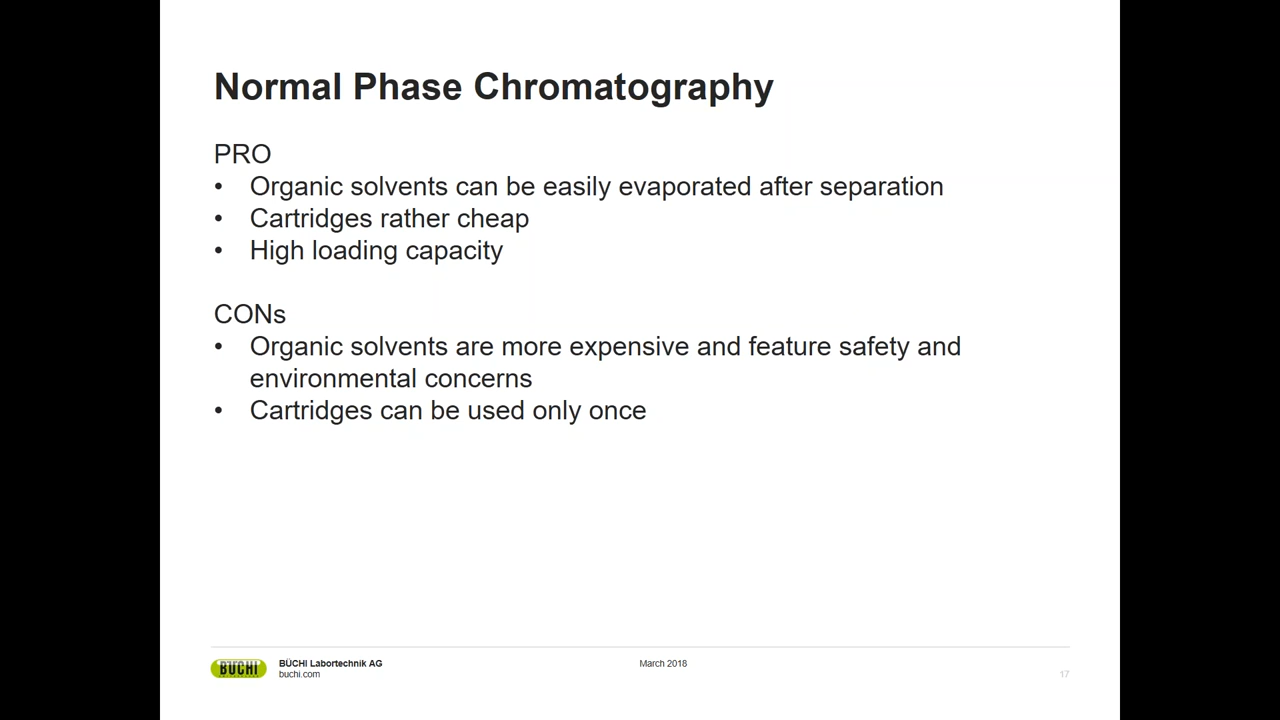 Normal Phase Chromatography
PRO
• Organic solvents can be easily evaporated after separation
• Cartridges rather cheap
• High loading capacity
CONs
• Organic solvents are more expensive and feature safety and
environmental concerns
• Cartridges can be used only once
BÜCHI
BÜCHI Labortechnik AG
buchi.com
March 2018
17